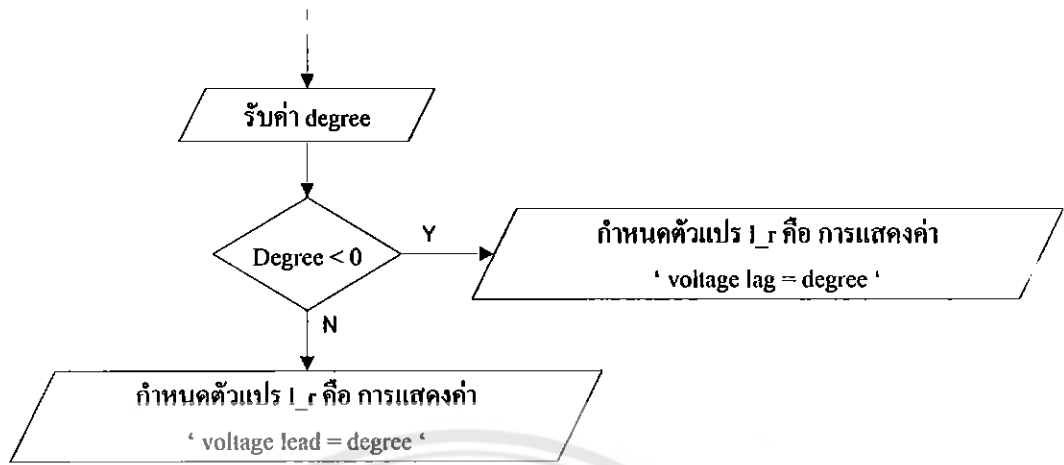 รับค่า degree
Degree < 0
Y
กำหนดตัวแปร l_r คือ การแสดงค่า
‘ voltage lag = degree ‘
N
กำหนดตัวแปร l_r คือ การแสดงค่า
‘ voltage lead = degree ‘